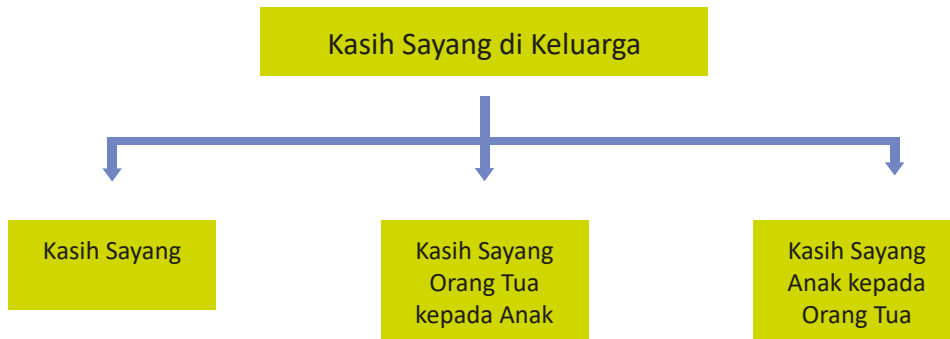 Kasih Sayang di Keluarga
Kasih Sayang
Kasih Sayang
Orang Tua
kepada Anak
Kasih Sayang
Anak kepada
Orang Tua